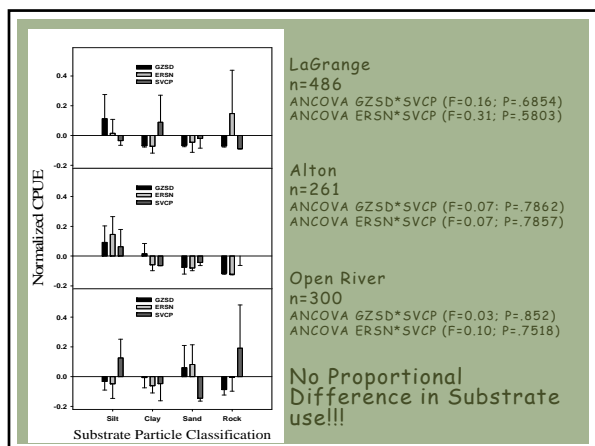 GZSD
ERSN
SVCP
0.4
0.2
0.0
-0.2
GZSD
ERSN
SVCP
0.4
0.2
0.0
-0.2
GZSD
ERSN
SVCP
0.4
0.2
0.0
-0.2
Normalized CPUE
Silt Clay Sand Rock
Substrate Particle Classification
LaGrange
n=486
ANCOVA GZSD*SVCP (F=0.16; P=.6854)
ANCOVA ERSN*SVCP (F=0.31; P=.5803)
Alton
n=261
ANCOVA GZSD*SVCP (F=0.07: P=.7862)
ANCOVA ERSN*SVCP (F=0.07; P=.7857)
Open River
n=300
ANCOVA GZSD*SVCP (F=0.03; P=.852)
ANCOVA ERSN*SVCP (F=0.10; P=.7518)
No Proportional
Difference in Substrate
use!!!